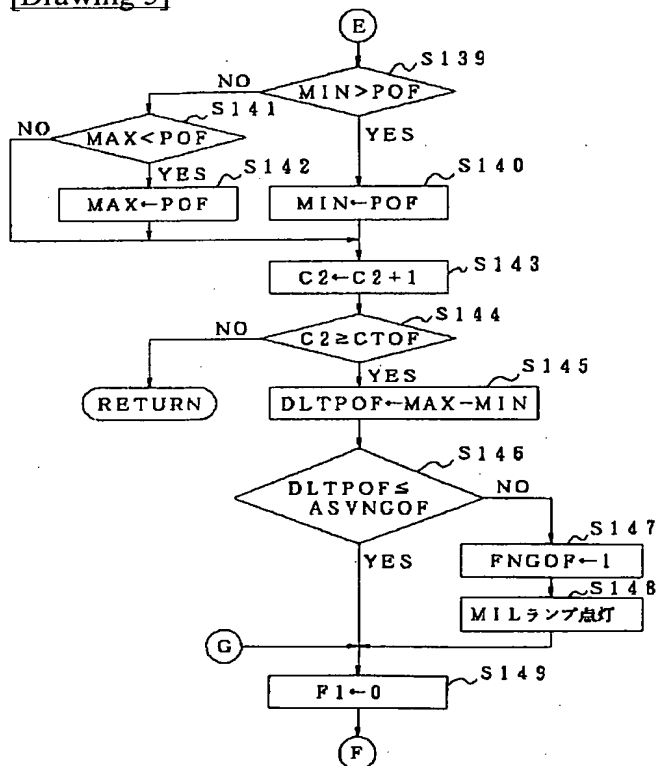 [Drawing 5]
E
S139
MIN>POF
NO
YES
S141
MAX<POF
NO
YES
S142
MAX←POF
S140
MIN←POF
S143
C2←C2+1
S144
C2≥CTOF
NO
YES
RETURN
S145
DLTPOF←MAX−MIN
S146
DLTPOF≤
ASVNGOF
NO
YES
S147
FNGOF←1
S148
MILランプ点灯
G
S149
F1←0
F